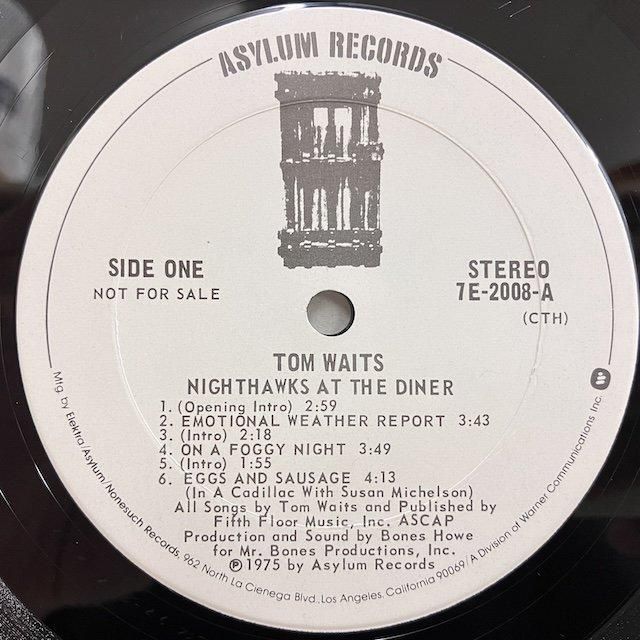 ASYLUM RECORDS
SIDE ONE
NOT FOR SALE
STEREO
7E-2008-A
(CTH)
TOM WAITS
NIGHTHAWKS AT THE DINER
1. (Opening Intro) 2:59
2. EMOTIONAL WEATHER REPORT 3:43
3. (Intro) 2:18
4. ON A FOGGY NIGHT 3:49
5. (Intro) 1:55
6. EGGS AND SAUSAGE 4:13
(In A Cadillac With Susan Michelson)
All Songs by Tom Waits and Published by
Fifth Floor Music, Inc. ASCAP
Production and Sound by Bones Howe
for Mr. Bones Productions, Inc.
℗1975 by Asylum Records
Mfg. by Elektra/Asylum/Nonesuch Records, 962 North La Cienega Blvd., Los Angeles, California 90069/A Division of Warner Communications Inc.